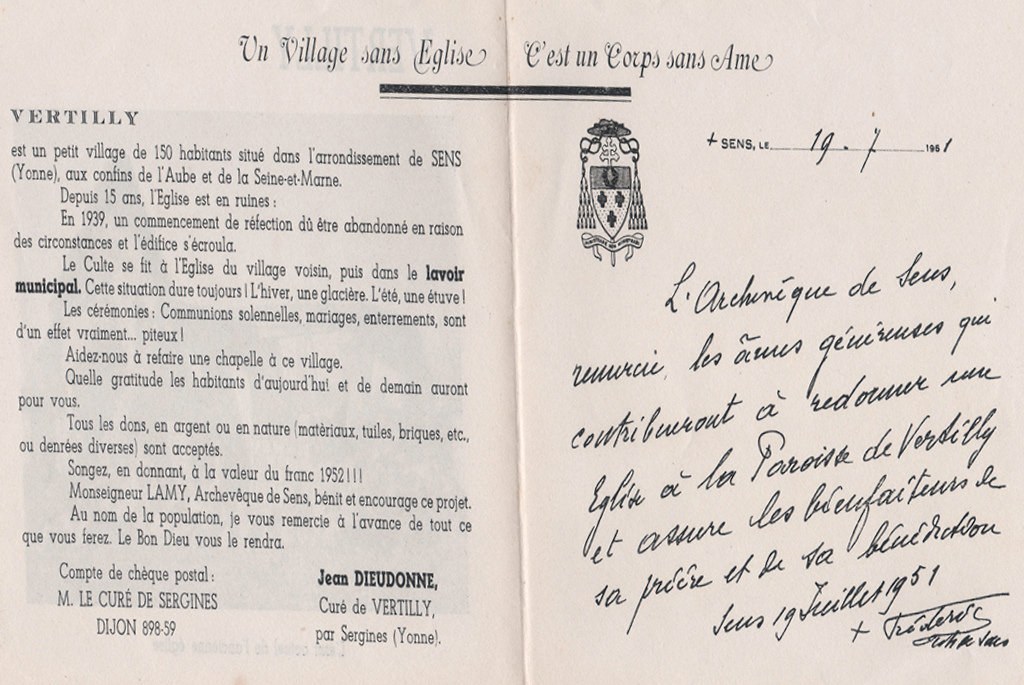 Un Village sans Eglise C'est un Corps sans Ame
VERTILLY
est un petit village de 150 habitants situé dans l'arrondissement de SENS
(Yonne), aux confins de l'Aube et de la Seine-et-Marne.
Depuis 15 ans, l'Eglise est en ruines :
En 1939, un commencement de réfection dû être abandonné en raison
des circonstances et l'édifice s'écroula.
Le Culte se fit à l'Eglise du village voisin, puis dans le lavoir
municipal. Cette situation dure toujours ! L'hiver, une glacière. L'été, une étuve !
Les cérémonies : Communions solennelles, mariages, enterrements, sont
d'un effet vraiment... piteux !
Aidez-nous à refaire une chapelle à ce village.
Quelle gratitude les habitants d'aujourd'hui et de demain auront
pour vous.
Tous les dons, en argent ou en nature (matériaux, tuiles, briques, etc.,
ou denrées diverses) sont acceptés.
Songez, en donnant, à la valeur du franc 1952 ! ! !
Monseigneur LAMY, Archevêque de Sens, bénit et encourage ce projet.
Au nom de la population, je vous remercie à l'avance de tout ce
que vous ferez. Le Bon Dieu vous le rendra.
Compte de chèque postal :
M. LE CURÉ DE SERGINES
DIJON 898-59
Jean DIEUDONNE,
Curé de VERTILLY,
par Sergines (Yonne).
+ SENS, LE 19 - 7 1951
L'Archevêque de Sens,
remercie les âmes généreuses qui
contribueront à redonner une
Eglise à la Paroisse de Vertilly
et assure les bienfaiteurs de
sa prière et de sa bénédiction
Sens 19 Juillet 1951
+ Frédéric
de Sens